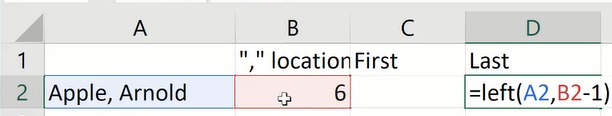 A B C D
1 "," location First Last
2 Apple, Arnold 6 =left(A2,B2-1)